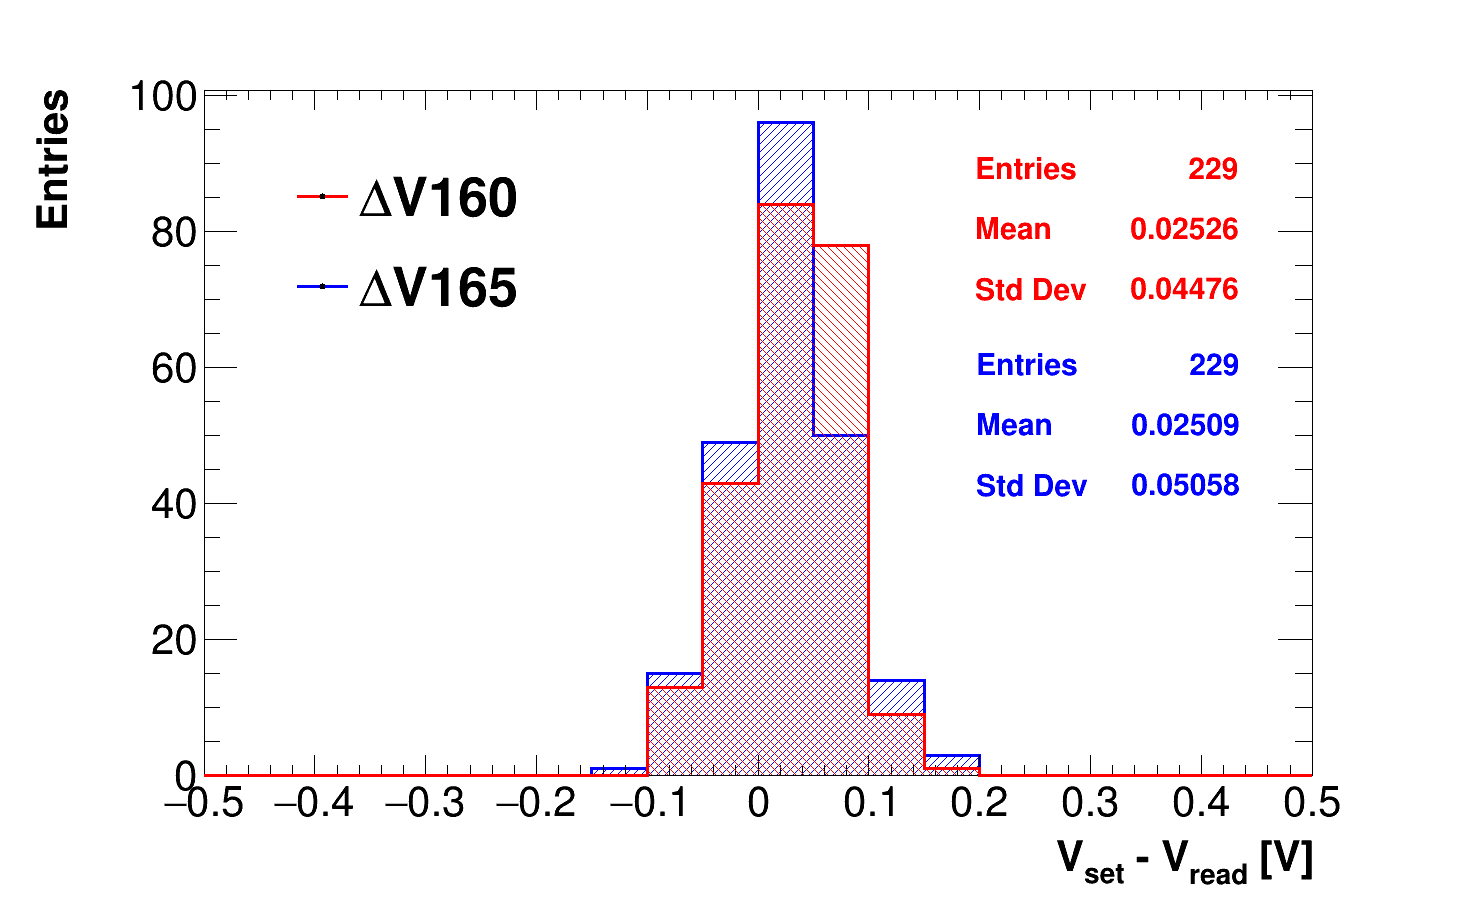 Entries
100
80
60
40
20
0
ΔV160
ΔV165
Entries 229
Mean 0.02526
Std Dev 0.04476
Entries 229
Mean 0.02509
Std Dev 0.05058
−0.5 −0.4 −0.3 −0.2 −0.1 0 0.1 0.2 0.3 0.4 0.5
Vset - Vread [V]